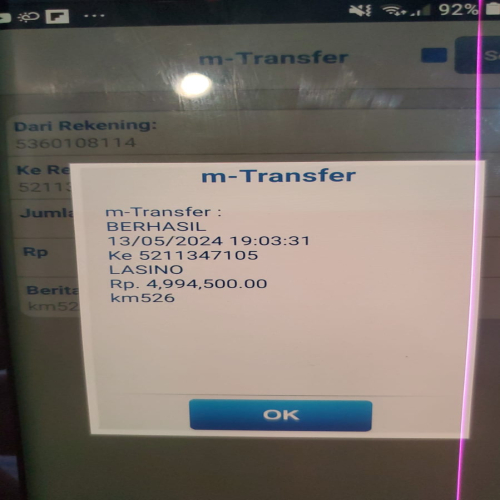 92%
m-Transfer
Dari Rekening:
5360108114
Ke Re
5211
Jumla
Rp
Berita
km52
m-Transfer
m-Transfer :
BERHASIL
13/05/2024 19:03:31
Ke 5211347105
LASINO
Rp. 4,994,500.00
km526
OK